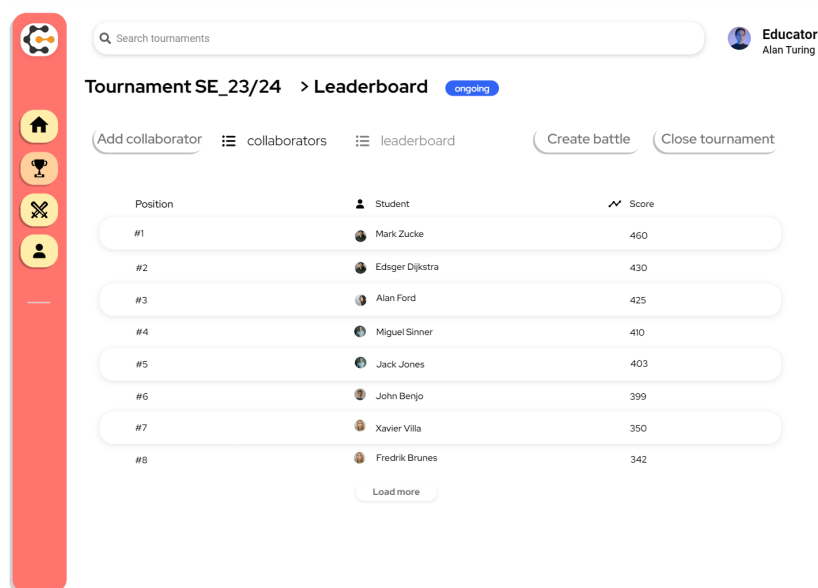 Search tournaments
Educator
Alan Turing
Tournament SE_23/24 > Leaderboard ongoing
Add collaborator collaborators leaderboard Create battle Close tournament
Position Student Score
#1 Mark Zucke 460
#2 Edsger Dijkstra 430
#3 Alan Ford 425
#4 Miguel Sinner 410
#5 Jack Jones 403
#6 John Benjo 399
#7 Xavier Villa 350
#8 Fredrik Brunes 342
Load more